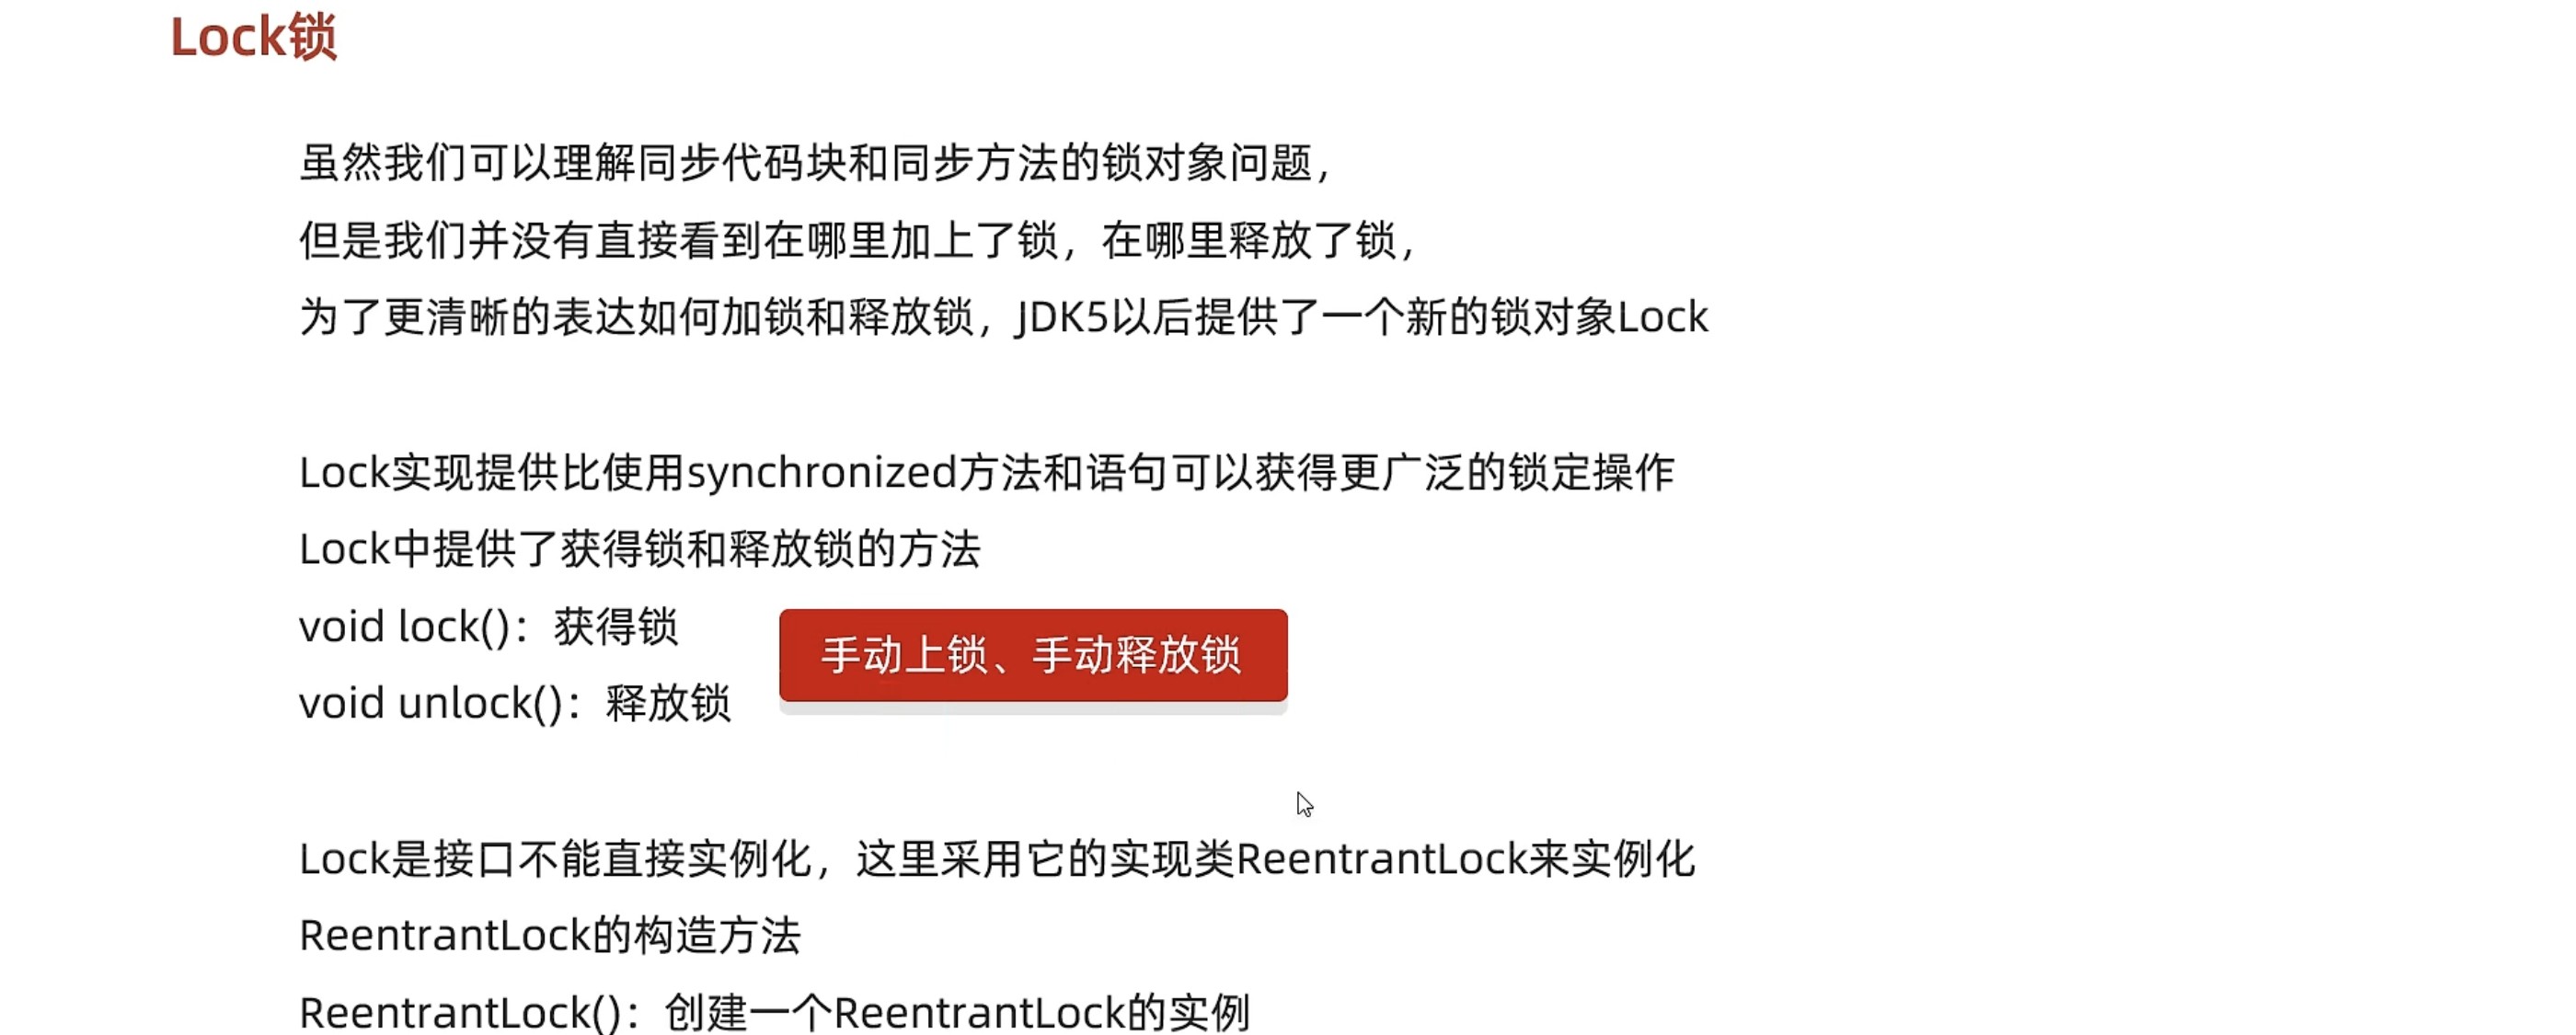 Lock锁
虽然我们可以理解同步代码块和同步方法的锁对象问题，
但是我们并没有直接看到在哪里加上了锁，在哪里释放了锁，
为了更清晰的表达如何加锁和释放锁，JDK5以后提供了一个新的锁对象Lock
Lock实现提供比使用synchronized方法和语句可以获得更广泛的锁定操作
Lock中提供了获得锁和释放锁的方法
void lock()：获得锁
手动上锁、手动释放锁
void unlock()：释放锁
Lock是接口不能直接实例化，这里采用它的实现类ReentrantLock来实例化
ReentrantLock的构造方法
ReentrantLock()：创建一个ReentrantLock的实例